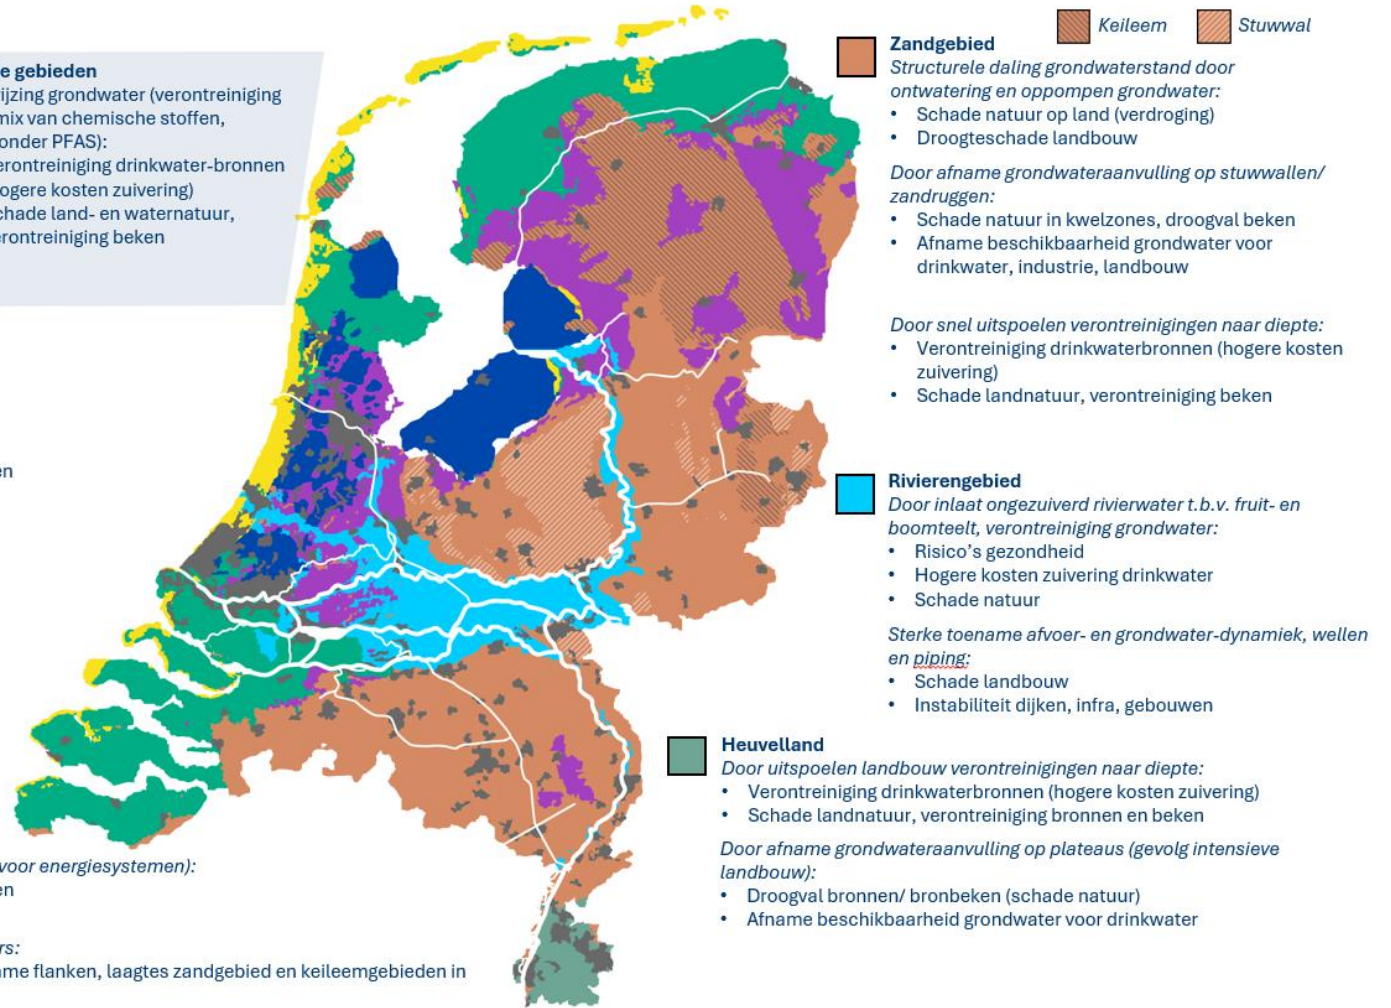 e gebieden
ijzing grondwater (verontreiniging
mix van chemische stoffen,
onder PFAS):
erontreiniging drinkwater-bronnen
ogere kosten zuivering)
chade land- en waternatuur,
erontreiniging beken
en
voor energiesystemen):
en
rs:
me flanken, laagtes zandgebied en keileemgebieden in
Keileem
Stuwwal
Zandgebied
Structurele daling grondwaterstand door
ontwatering en oppompen grondwater:
• Schade natuur op land (verdroging)
• Droogteschade landbouw
Door afname grondwateraanvulling op stuwwallen/
zandruggen:
• Schade natuur in kwelzones, droogval beken
• Afname beschikbaarheid grondwater voor
drinkwater, industrie, landbouw
Door snel uitspoelen verontreinigingen naar diepte:
• Verontreiniging drinkwaterbronnen (hogere kosten
zuivering)
• Schade landnatuur, verontreiniging beken
Rivierengebied
Door inlaat ongezuiverd rivierwater t.b.v. fruit- en
boomteelt, verontreiniging grondwater:
• Risico's gezondheid
• Hogere kosten zuivering drinkwater
• Schade natuur
Sterke toename afvoer- en grondwater-dynamiek, wellen
en piping:
• Schade landbouw
• Instabiliteit dijken, infra, gebouwen
Heuvelland
Door uitspoelen landbouw verontreinigingen naar diepte:
• Verontreiniging drinkwaterbronnen (hogere kosten zuivering)
• Schade landnatuur, verontreiniging bronnen en beken
Door afname grondwateraanvulling op plateaus (gevolg intensieve
landbouw):
• Droogval bronnen/ bronbeken (schade natuur)
• Afname beschikbaarheid grondwater voor drinkwater